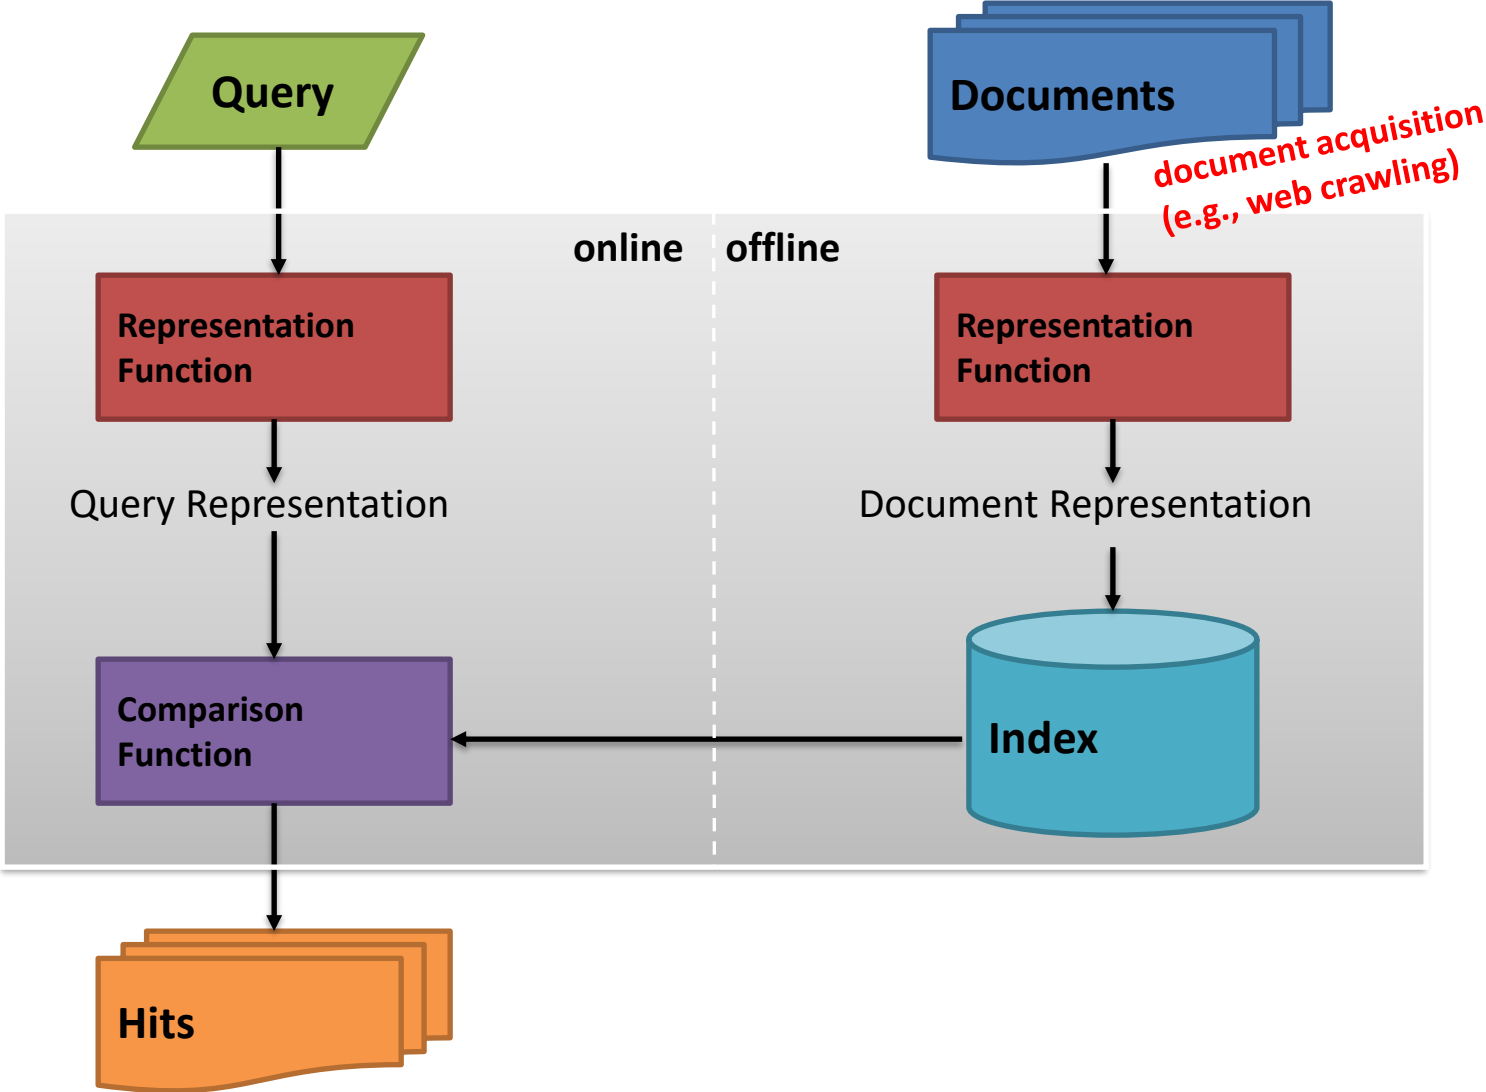 Query
Documents
document acquisition
(e.g., web crawling)
online
offline
Representation
Function
Representation
Function
Query Representation
Document Representation
Comparison
Function
Index
Hits